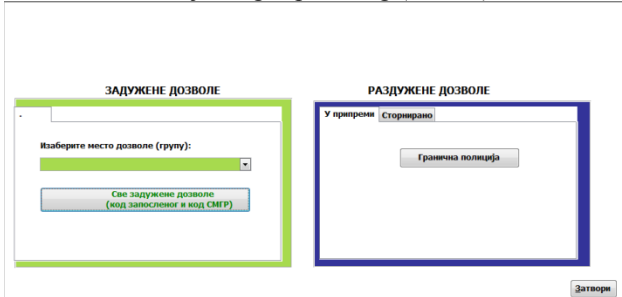 ЗАДУЖЕНЕ ДОЗВОЛЕ
-
Изаберите место дозволе (групу):
Све задужене дозволе
(код запосленог и код СМГР)
РАЗДУЖЕНЕ ДОЗВОЛЕ
У припреми Сторнирано
Гранична полиција
Затвори